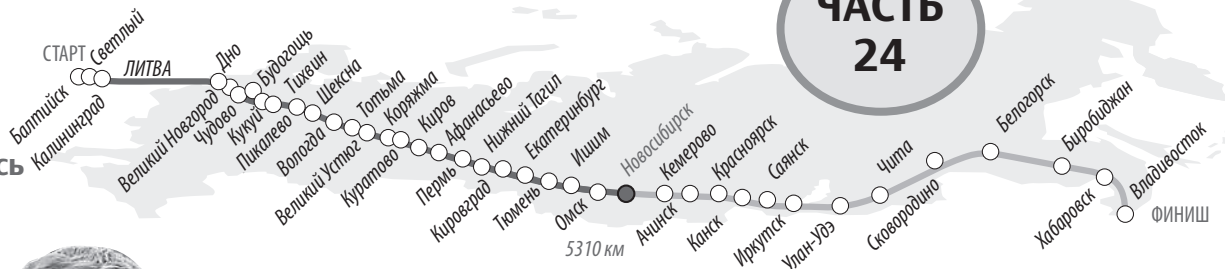 ЧАСТЬ
24
СТАРТ
Светлый
ЛИТВА
Дно
Будогощь
Тихвин
Шексна
Тотьма
Коряжма
Киров
Афанасьево
Нижний Тагил
Екатеринбург
Ишим
Новосибирск
Кемерово
Красноярск
Саянск
Чита
Белогорск
Биробиджан
Владивосток
сь
Балтийск
Калининград
Великий Новгород
Чудово
Кукуй
Пикалево
Вологда
Великий Устюг
Куратово
Пермь
Кировград
Тюмень
Омск
5310 км
Ачинск
Канск
Иркутск
Улан-Удэ
Сковородино
Хабаровск
ФИНИШ